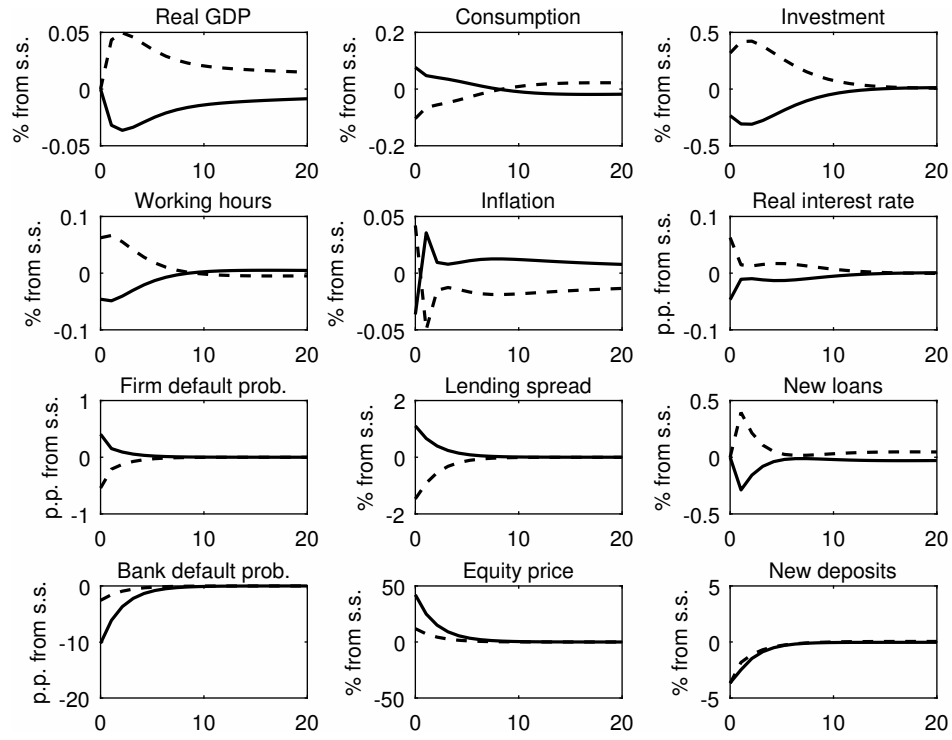 Real GDP
% from s.s.
0.05
0
-0.05
0 10 20
Consumption
% from s.s.
0.2
0
-0.2
0 10 20
Investment
% from s.s.
0.5
0
-0.5
0 10 20
Working hours
% from s.s.
0.1
0
-0.1
0 10 20
Inflation
% from s.s.
0.05
0
-0.05
0 10 20
Real interest rate
p.p. from s.s.
0.1
0
-0.1
0 10 20
Firm default prob.
p.p. from s.s.
1
0
-1
0 10 20
Lending spread
% from s.s.
2
0
-2
0 10 20
New loans
% from s.s.
0.5
0
-0.5
0 10 20
Bank default prob.
p.p. from s.s.
0
-10
-20
0 10 20
Equity price
% from s.s.
50
0
-50
0 10 20
New deposits
% from s.s.
5
0
-5
0 10 20